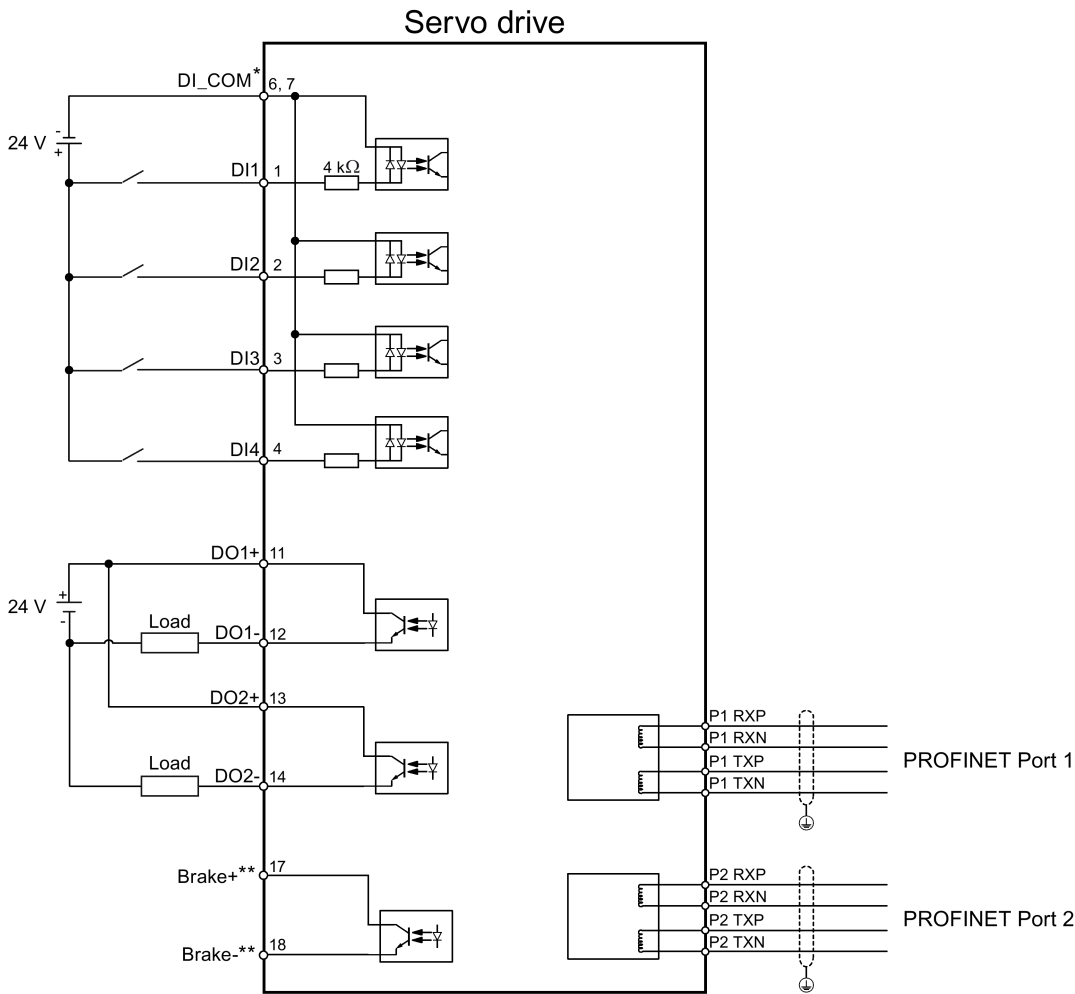 Servo drive
DI_COM* 6, 7
24 V
-
+
DI1 1 4 kΩ
DI2 2
DI3 3
DI4 4
DO1+ 11
24 V
+
-
Load DO1- 12
DO2+ 13
Load DO2- 14
Brake+** 17
Brake-** 18
P1 RXP
P1 RXN
P1 TXP
P1 TXN
PROFINET Port 1
P2 RXP
P2 RXN
P2 TXP
P2 TXN
PROFINET Port 2